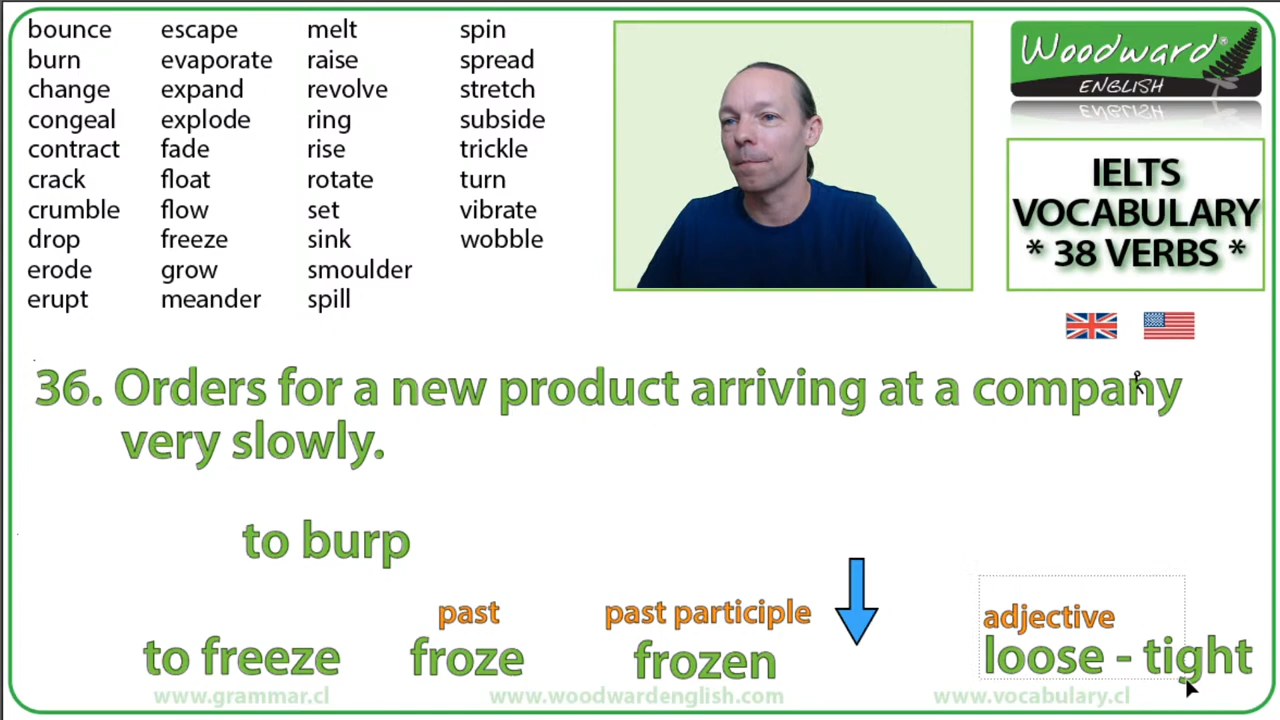 bounce escape melt spin
burn evaporate raise spread
change expand revolve stretch
congeal explode ring subside
contract fade rise trickle
crack float rotate turn
crumble flow set vibrate
drop freeze sink wobble
erode grow smoulder
erupt meander spill
Woodward®
ENGLISH
IELTS
VOCABULARY
* 38 VERBS *
36. Orders for a new product arriving at a company
very slowly.
to burp
past past participle adjective
to freeze froze frozen loose - tight
www.grammar.cl www.woodwardenglish.com www.vocabulary.cl